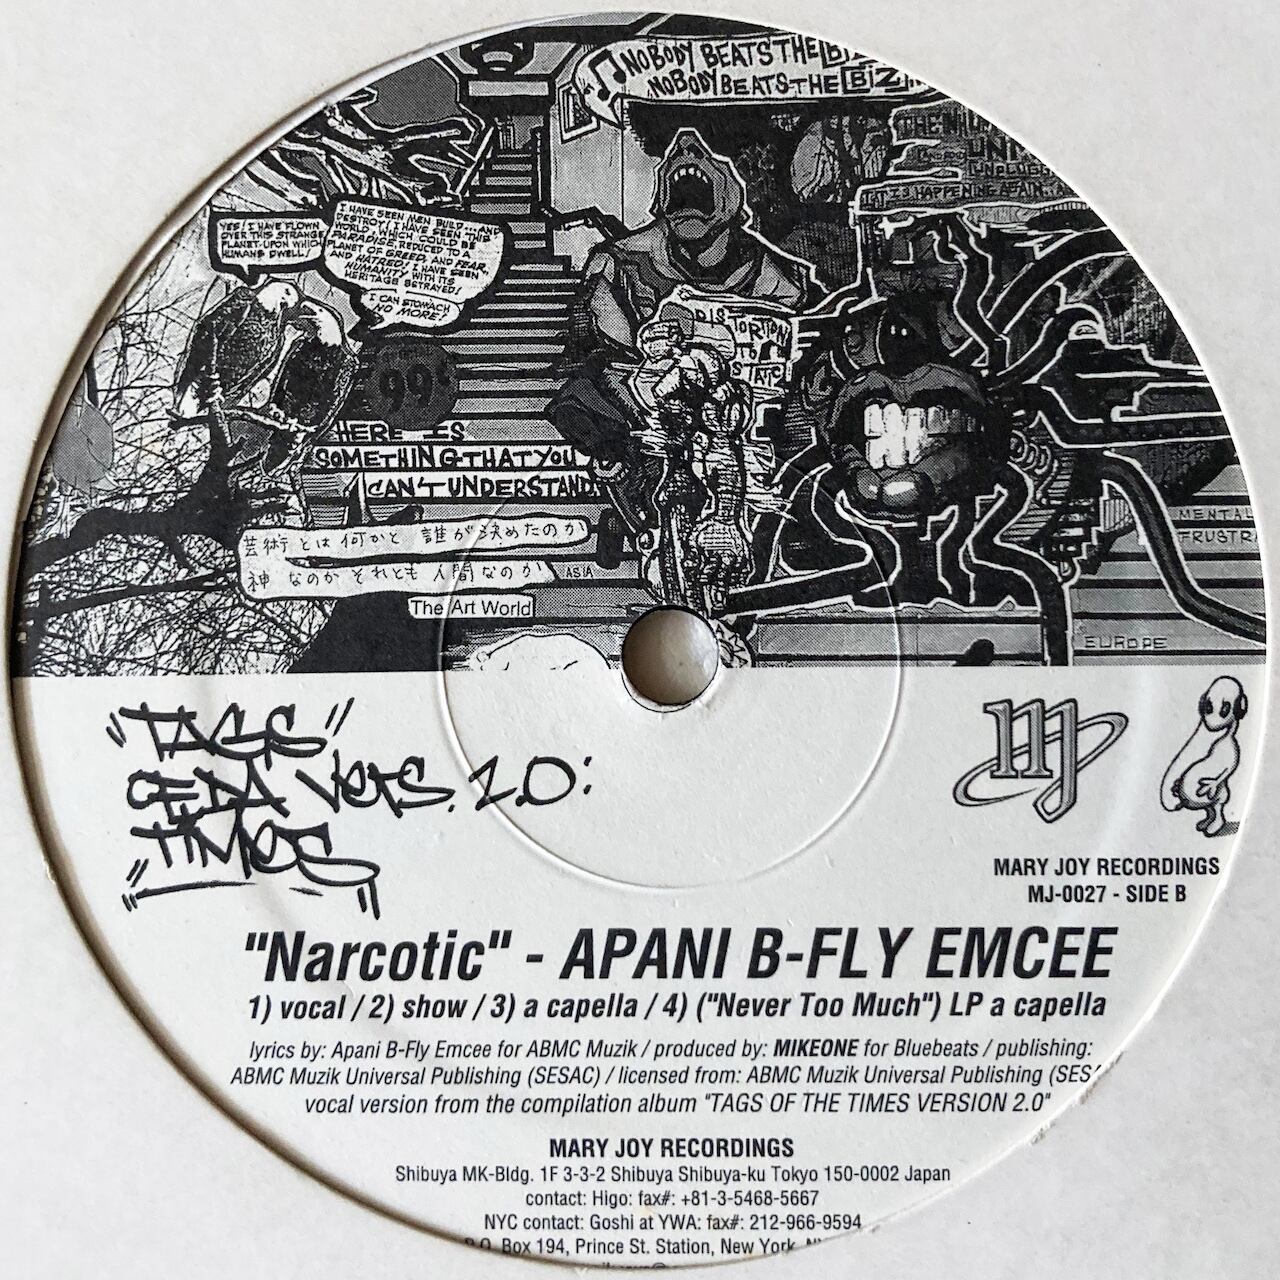 NOBODY BEATS THE
NOBODY BEATS THE BIZ
UNPLUGG
HAPPENING AGAIN
YES! I HAVE FLOWN
OVER THIS STRANGE
PLANET UPON WHICH
HUMANS DWELL!
I HAVE SEEN MEN BUILD...AND
DESTROY! I HAVE SEEN THIS
WORLD, WHICH COULD BE
PARADISE, REDUCED TO A
PLANET OF GREED, AND FEAR,
AND HATRED! I HAVE SEEN
HUMANITY WITH ITS
HERITAGE BETRAYED!
I CAN STOMACH
NO MORE!
DISTORTION
TO
STATIC!
99¢
HERE IS
SOMETHING THAT YOU
CAN'T UNDERSTAND
芸術とは何かと 誰が決めたのか
神なのか それとも 人間なのか
ASIA
The Art World
MENTAL
FRUSTRA
EUROPE
"TAGS
OF DA Vers. 2.0:
TIMES"
mj
MARY JOY RECORDINGS
MJ-0027 - SIDE B
"Narcotic" - APANI B-FLY EMCEE
1) vocal / 2) show / 3) a capella / 4) ("Never Too Much") LP a capella
lyrics by: Apani B-Fly Emcee for ABMC Muzik / produced by: MIKEONE for Bluebeats / publishing:
ABMC Muzik Universal Publishing (SESAC) / licensed from: ABMC Muzik Universal Publishing (SESA
vocal version from the compilation album "TAGS OF THE TIMES VERSION 2.0"
MARY JOY RECORDINGS
Shibuya MK-Bldg. 1F 3-3-2 Shibuya Shibuya-ku Tokyo 150-0002 Japan
contact: Higo: fax#: +81-3-5468-5667
NYC contact: Goshi at YWA: fax#: 212-966-9594
P.O. Box 194, Prince St. Station, New York, NY